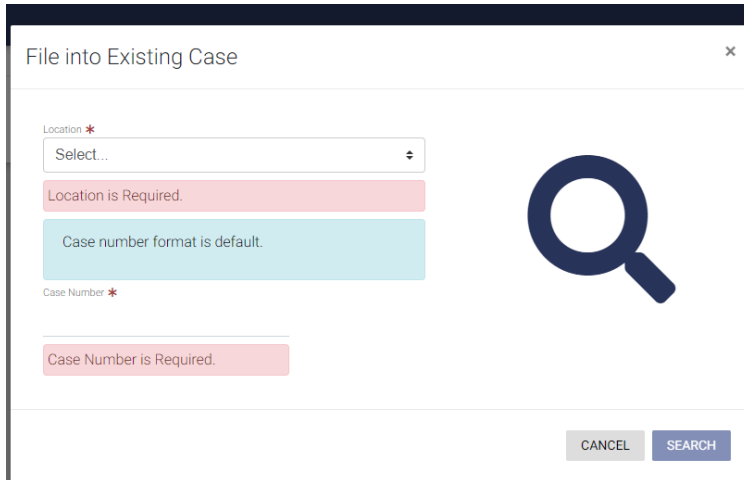 File into Existing Case
×
Location *
Select...
Location is Required.
Case number format is default.
Case Number *
Case Number is Required.
CANCEL SEARCH